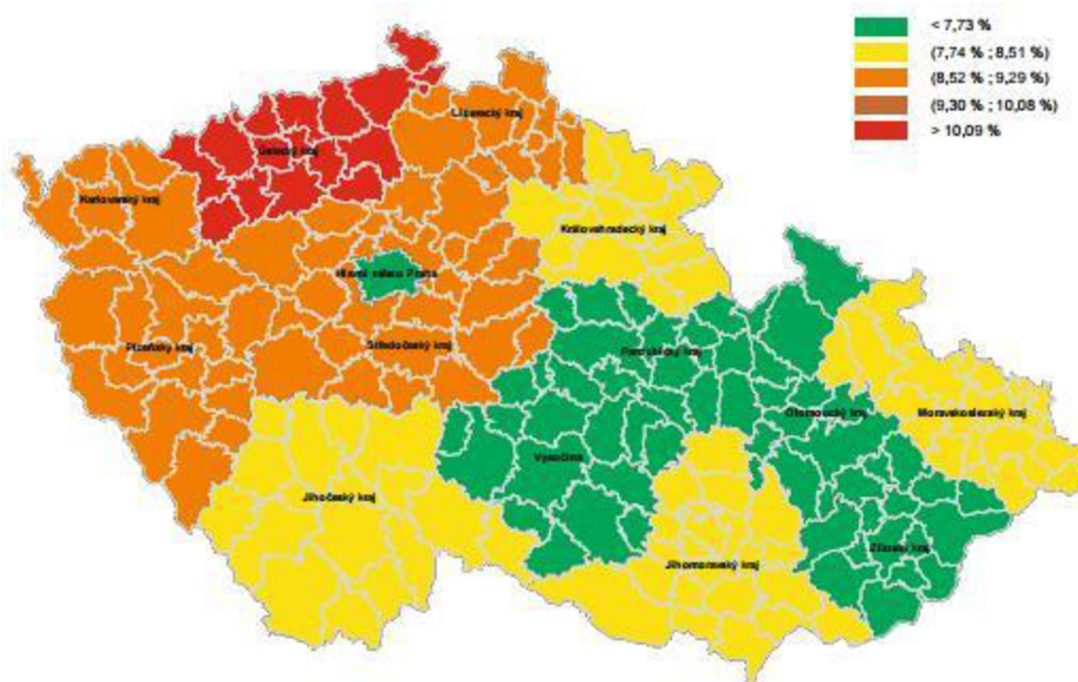 < 7,73 %
(7,74 % ; 8,51 %)
(8,52 % ; 9,29 %)
(9,30 % ; 10,08 %)
> 10,09 %
Liberecký kraj
Ústecký kraj
Karlovarský kraj
Královéhradecký kraj
Hlavní město Praha
Plzeňský kraj
Středočeský kraj
Pardubický kraj
Olomoucký kraj
Moravskoslezský kraj
Vysočina
Jihočeský kraj
Zlínský kraj
Jihomoravský kraj